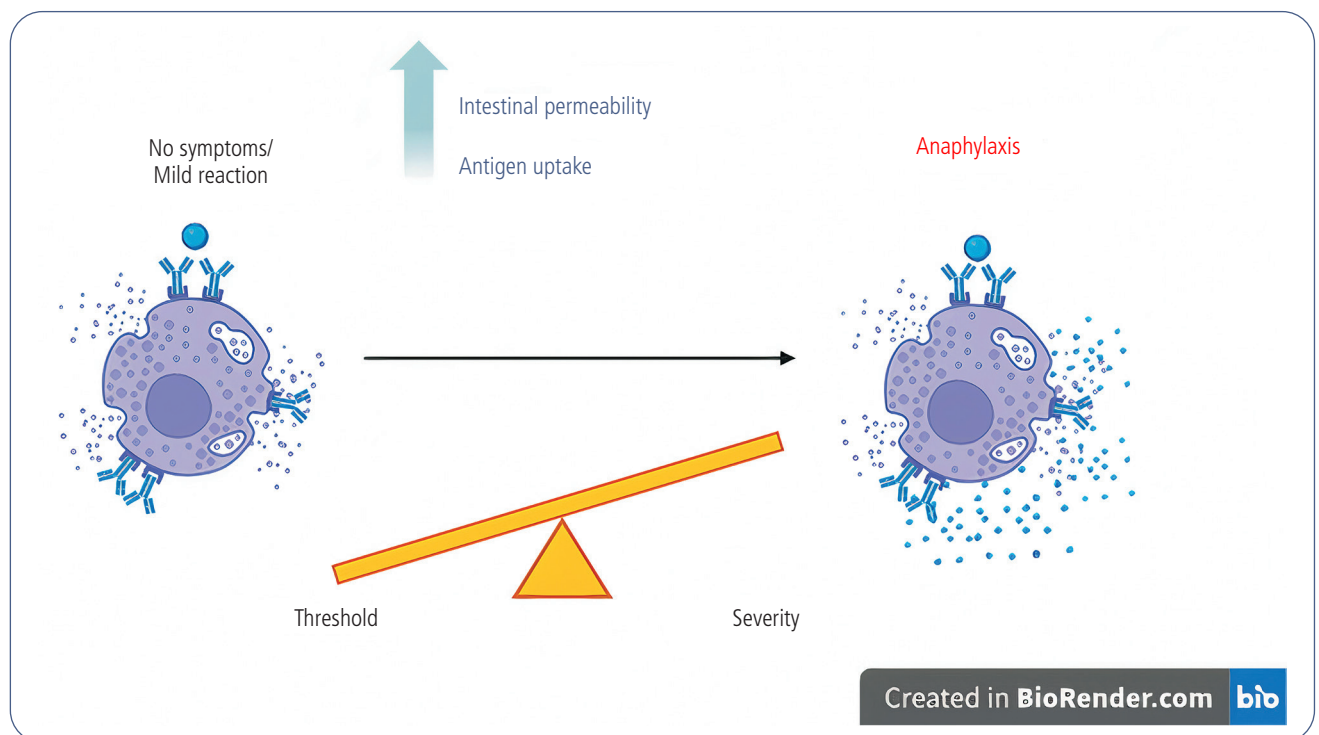 Intestinal permeability
Antigen uptake
No symptoms/
Mild reaction
Anaphylaxis
Threshold
Severity
Created in BioRender.com bio